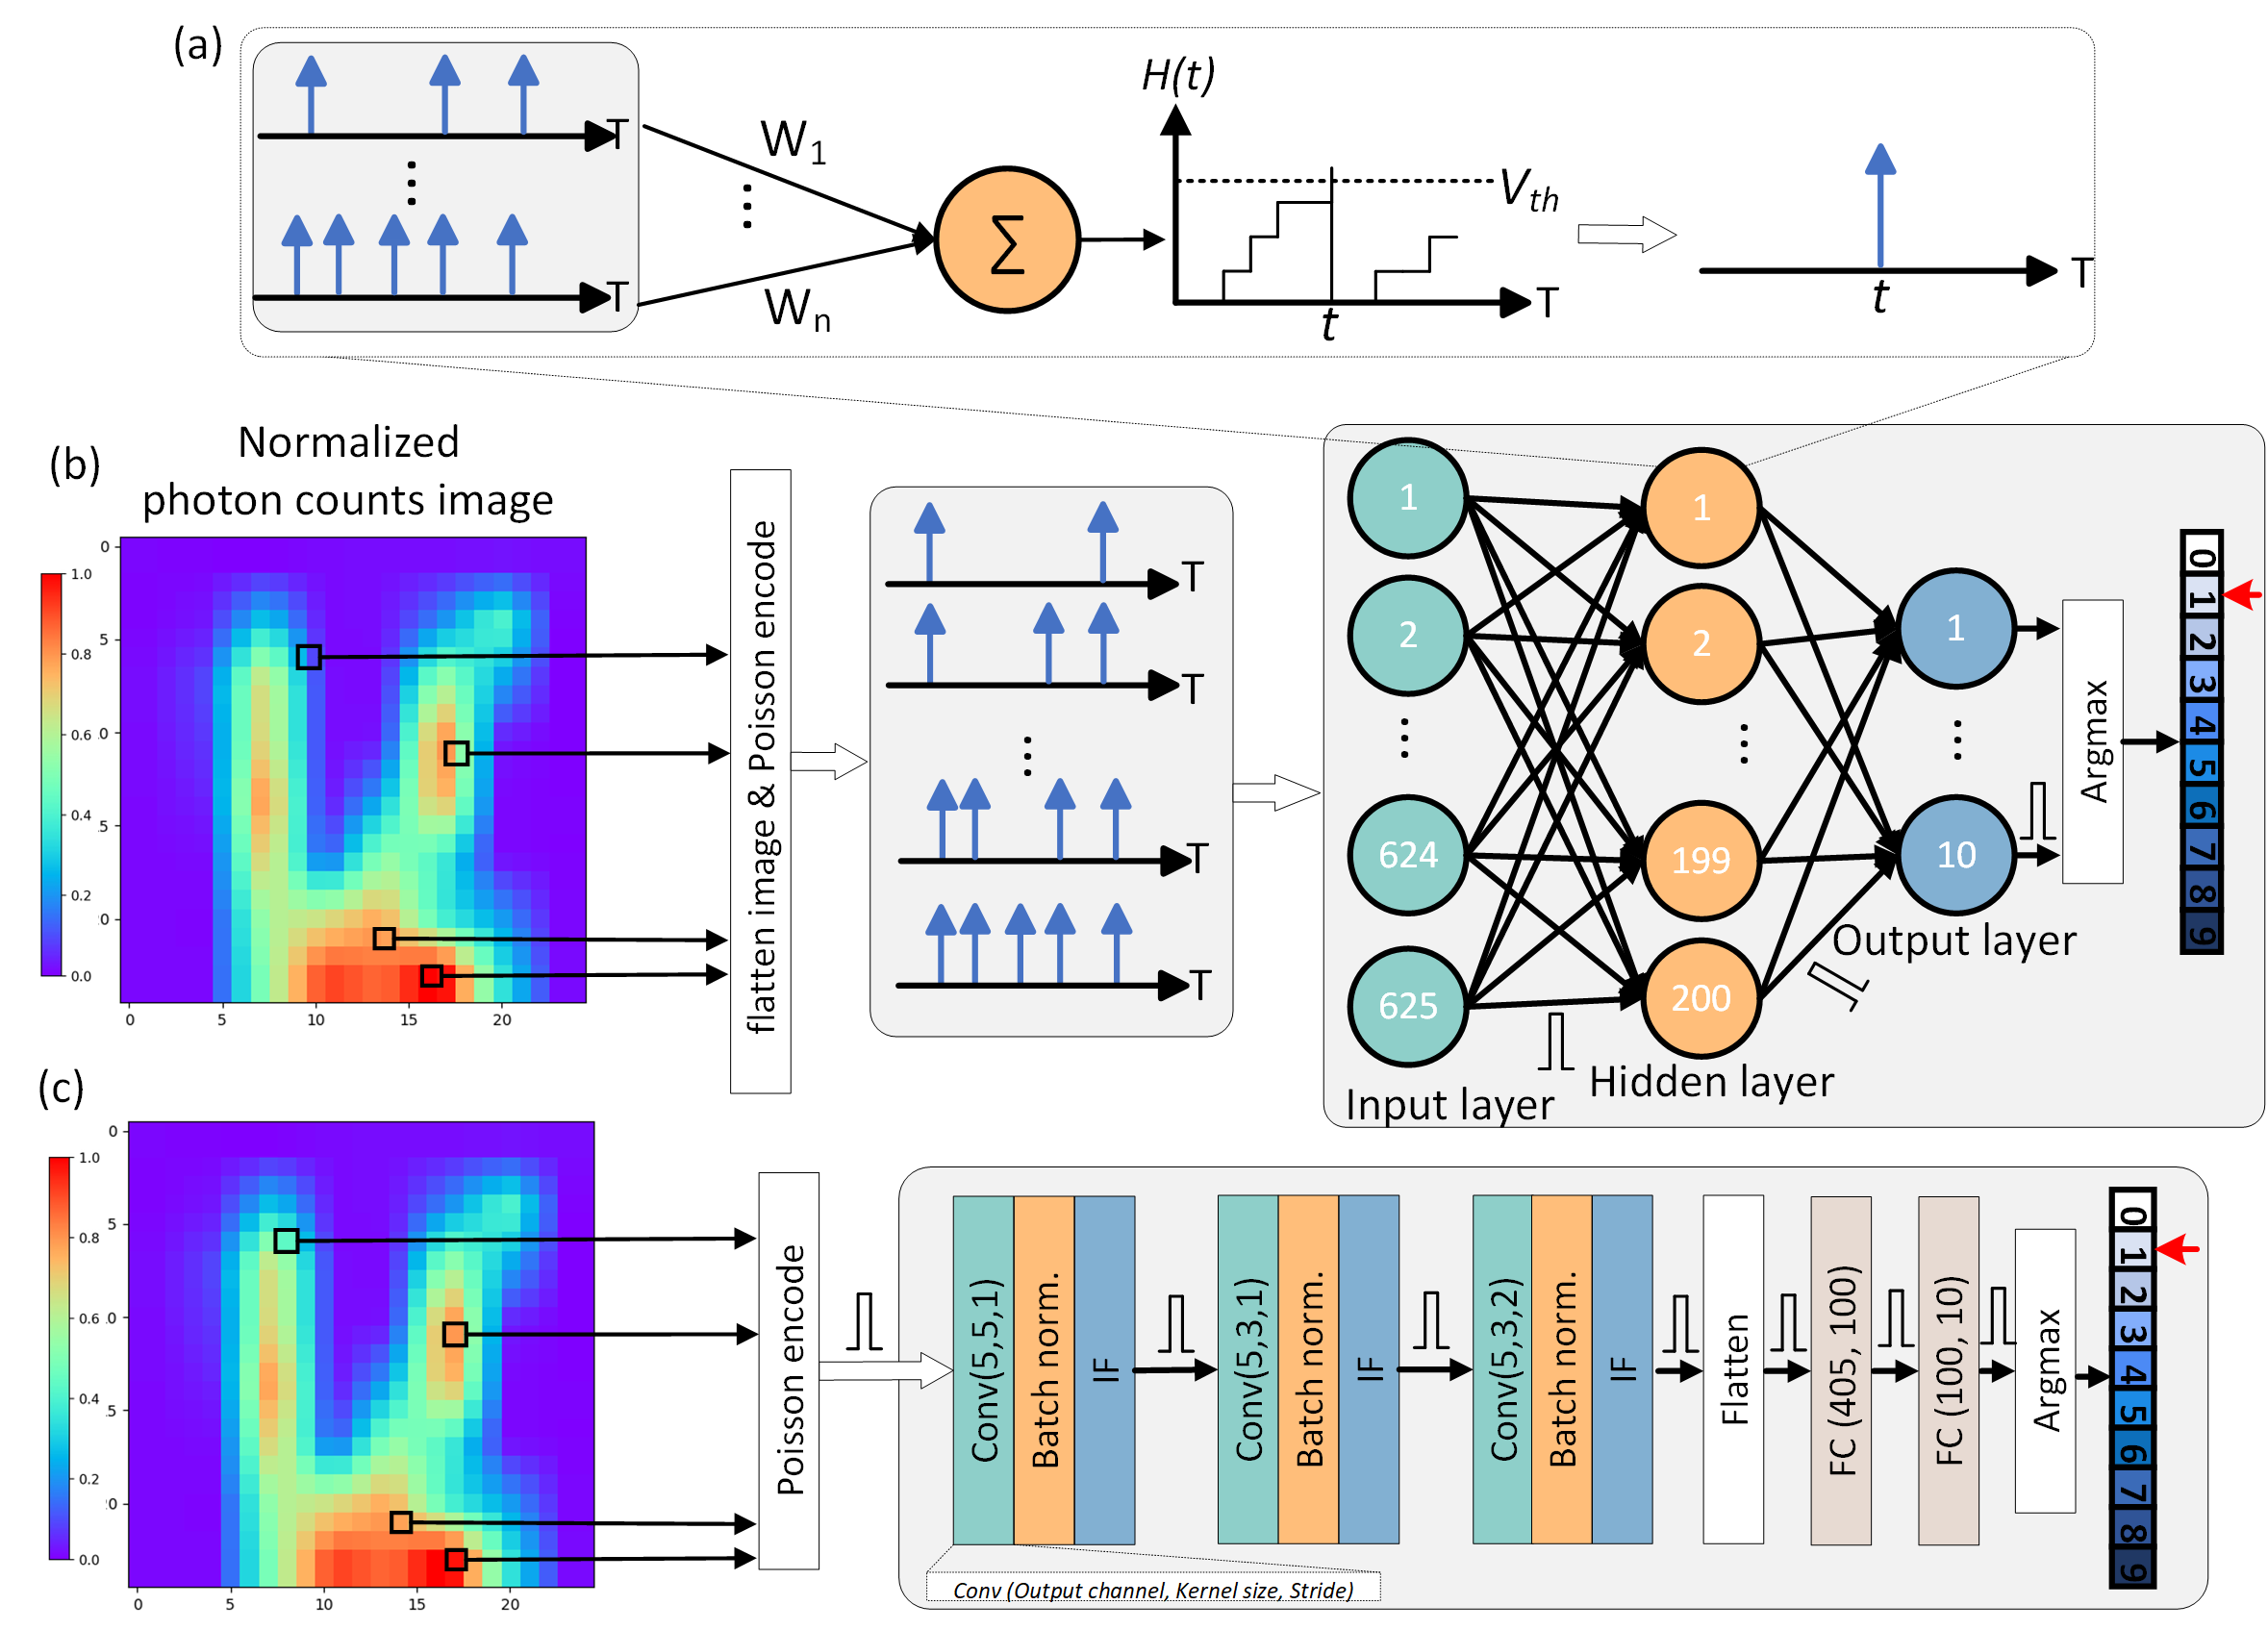 (a)
T
T
W1
Wn
Σ
H(t)
Vth
T
t
T
t
(b)
Normalized
photon counts image
1.0
0.8
0.6
0.4
0.2
0.0
0
5
.0
.5
:0
0
5
10
15
20
flatten image & Poisson encode
T
T
T
T
1
2
624
625
Input layer
1
2
199
200
Hidden layer
1
10
Output layer
Argmax
0
1
2
3
4
5
6
7
8
9
(c)
1.0
0.8
0.6
0.4
0.2
0.0
0
5
.0
.5
:0
0
5
10
15
20
Poisson encode
Conv(5,5,1)
Batch norm.
IF
Conv(5,3,1)
Batch norm.
IF
Conv(5,3,2)
Batch norm.
IF
Flatten
FC (405, 100)
FC (100, 10)
Argmax
0
1
2
3
4
5
6
7
8
9
Conv (Output channel, Kernel size, Stride)